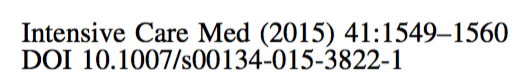 Intensive Care Med (2015) 41:1549–1560
DOI 10.1007/s00134-015-3822-1